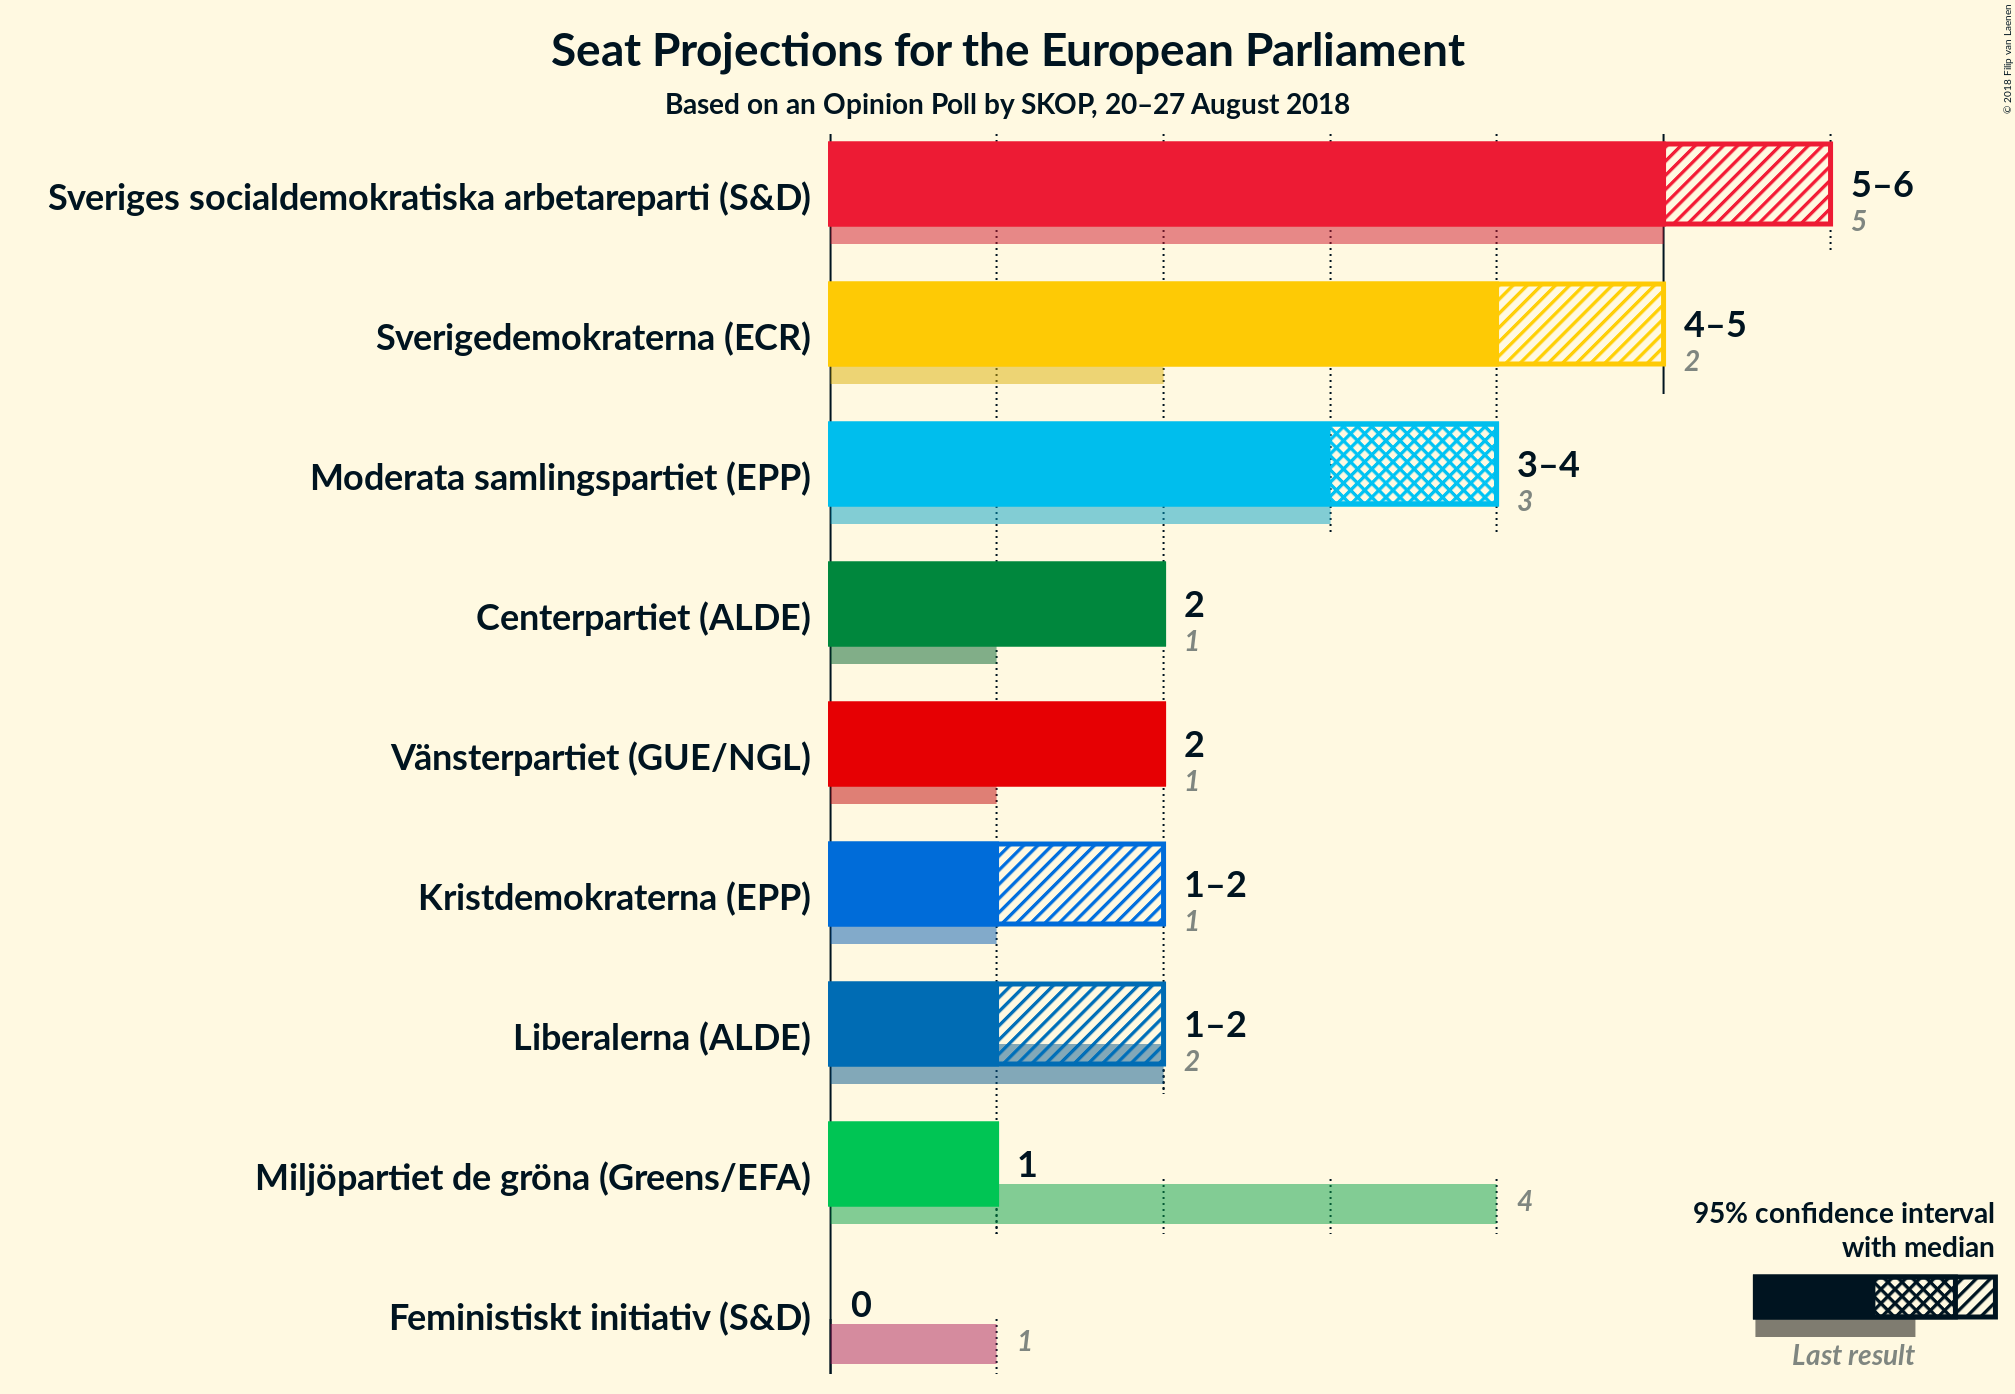 Seat Projections for the European Parliament
Based on an Opinion Poll by SKOP, 20–27 August 2018
© 2018 Filip van Laenen
Sveriges socialdemokratiska arbetareparti (S&D)
5–6
5
Sverigedemokraterna (ECR)
4–5
2
Moderata samlingspartiet (EPP)
3–4
3
Centerpartiet (ALDE)
2
1
Vänsterpartiet (GUE/NGL)
2
1
Kristdemokraterna (EPP)
1–2
1
Liberalerna (ALDE)
1–2
2
Miljöpartiet de gröna (Greens/EFA)
1
4
Feministiskt initiativ (S&D)
0
1
95% confidence interval
with median
Last result